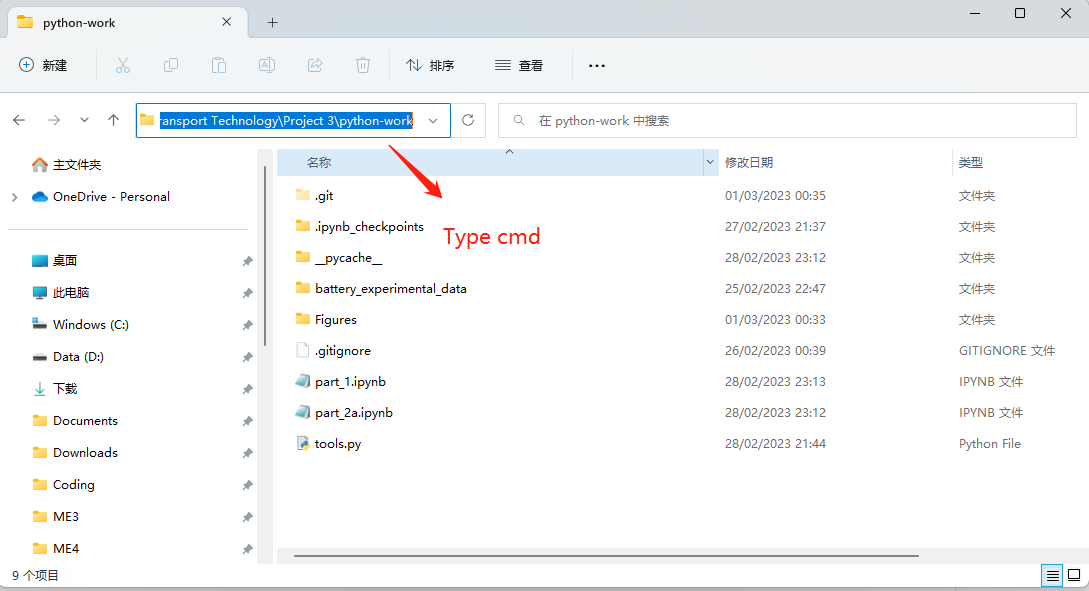 python-work
新建
排序
查看
ransport Technology\Project 3\python-work
在 python-work 中搜索
主文件夹
OneDrive - Personal
桌面
此电脑
Windows (C:)
Data (D:)
下载
Documents
Downloads
Coding
ME3
ME4
名称 修改日期 类型
.git 01/03/2023 00:35 文件夹
.ipynb_checkpoints 27/02/2023 21:37 文件夹
__pycache__ 28/02/2023 23:12 文件夹
battery_experimental_data 25/02/2023 22:47 文件夹
Figures 01/03/2023 00:33 文件夹
.gitignore 26/02/2023 00:39 GITIGNORE 文件
part_1.ipynb 28/02/2023 23:13 IPYNB 文件
part_2a.ipynb 28/02/2023 23:12 IPYNB 文件
tools.py 28/02/2023 21:44 Python File
Type cmd
9 个项目